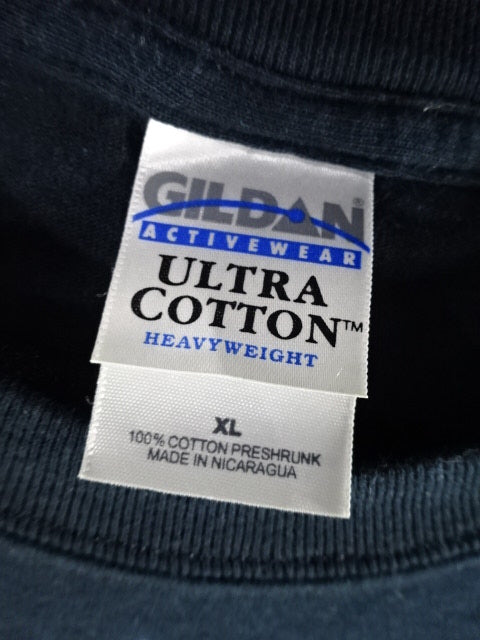 GILDAN®
ACTIVEWEAR
ULTRA
COTTON™
HEAVYWEIGHT
XL
100% COTTON PRESHRUNK
MADE IN NICARAGUA